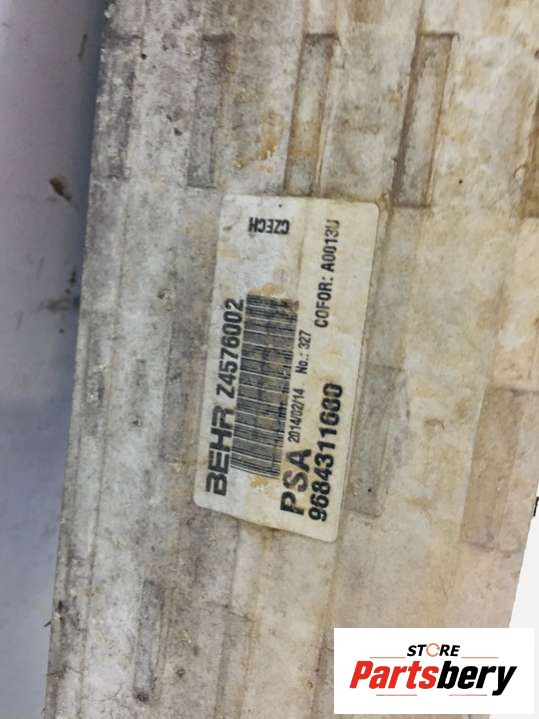 BEHR Z4576002
CZECH
PSA 2014/02/14 No.: 327 COFOR: A0013U
9684311680
STORE
Partsbery